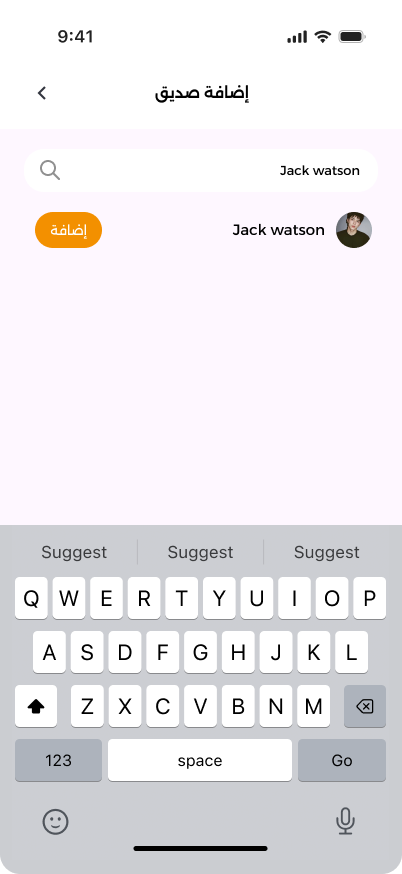 9:41
إضافة صديق
Jack watson
Jack watson
إضافة
Suggest Suggest Suggest
Q W E R T Y U I O P
A S D F G H J K L
Z X C V B N M
123 space Go